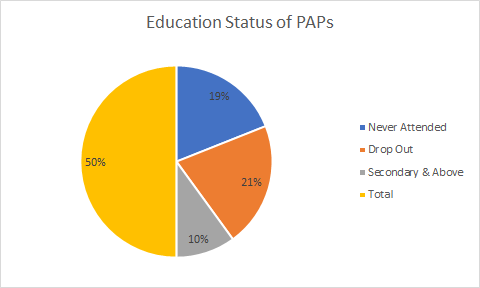 Education Status of PAPs
19%
21%
10%
50%
Never Attended
Drop Out
Secondary & Above
Total